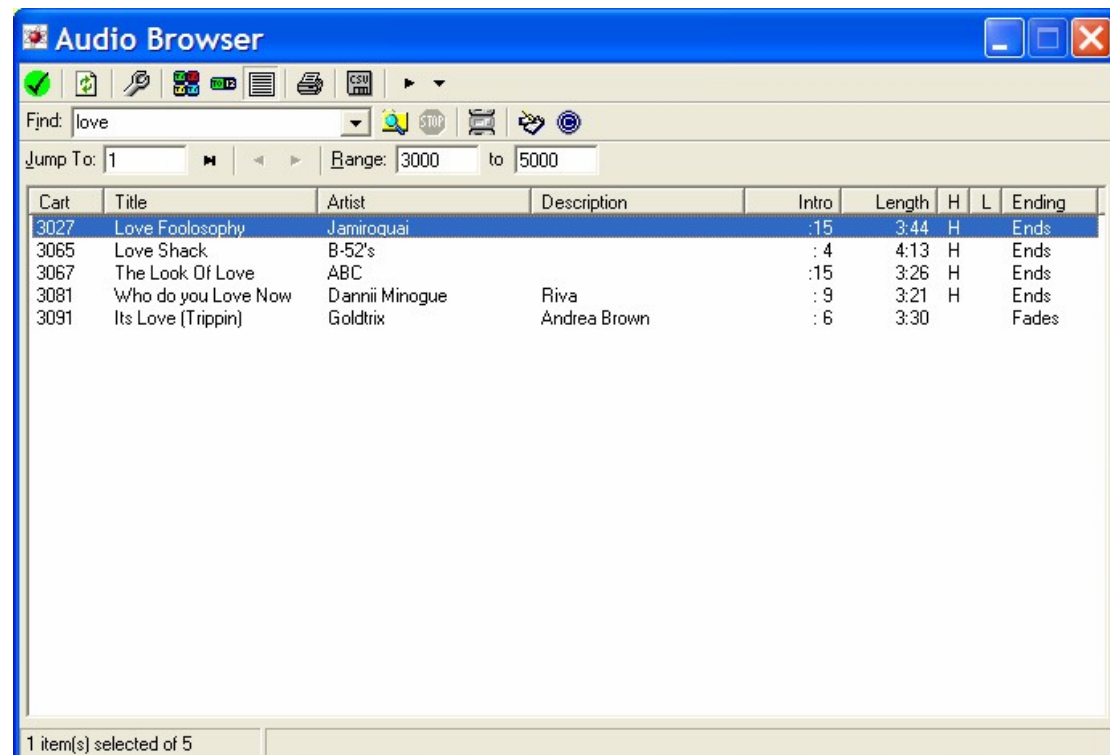 Audio Browser
CSV
Find: love STOP
Jump To: 1 Range: 3000 to 5000
Cart Title Artist Description Intro Length H L Ending
3027 Love Foolosophy Jamiroquai :15 3:44 H Ends
3065 Love Shack B-52's : 4 4:13 H Ends
3067 The Look Of Love ABC :15 3:26 H Ends
3081 Who do you Love Now Dannii Minogue Riva : 9 3:21 H Ends
3091 Its Love (Trippin) Goldtrix Andrea Brown : 6 3:30 Fades
1 item(s) selected of 5